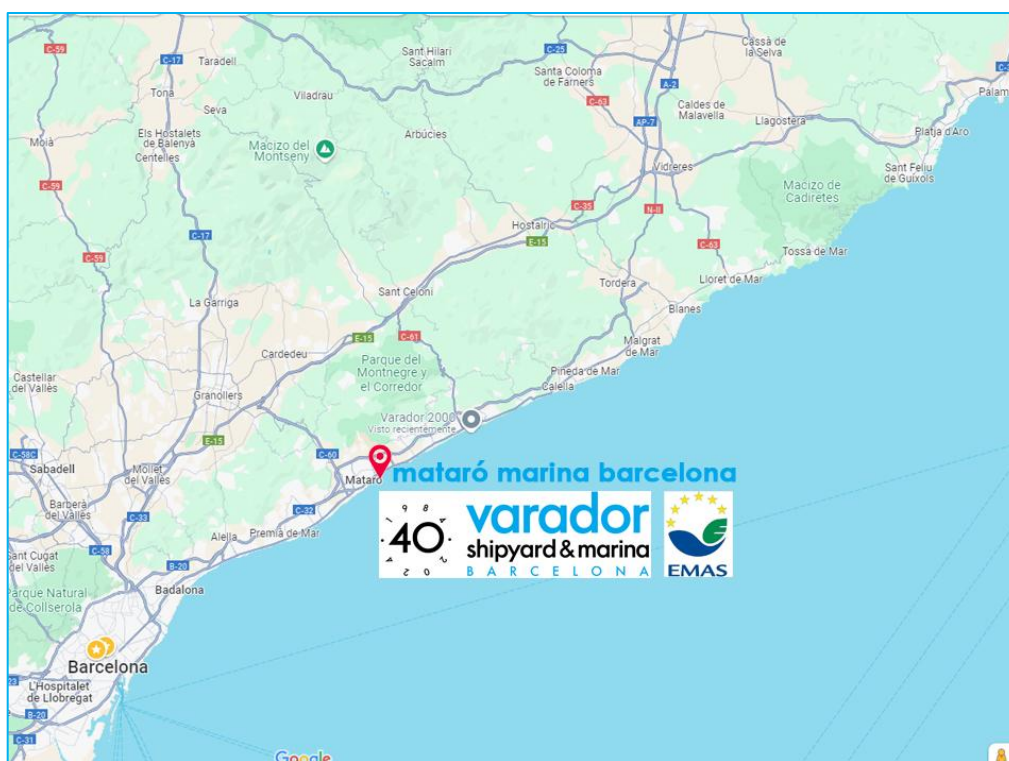 C-59
C-17
Taradell
Sant Hilari
Sacalm
C-25
Cassà de
la Selva
Santa Coloma
de Farners
A-2
Tona
Viladrau
Seva
C-63
Caldes de
Malavella
Palam
AP-7
Llagostera
Platja d'Aro
Moià
Els Hostalets
de Balenyà
Centelles
Arbúcies
Macizo del
Montseny
Vidreres
Sant Feliu
de Guíxols
C-59
Macizo de
Cadiretes
C-35
N-II
C-17
Hostalric
E-15
C-63
Tossa de Mar
C-59
Lloret de Mar
Tordera
Sant Celoni
La Garriga
Blanes
E-15
C-61
Malgrat
de Mar
Cardedeu
Parque del
Montnegre y
el Corredor
Pineda de Mar
Calella
Castellar
del Vallès
Granollers
Varador 2000
Visto recientemente
E-15
C-58C
C-60
Sabadell
Mollet
del Vallès
Mataró
mataró marina barcelona
Barberà
del Vallès
C-33
C-32
1984
40
2024
varador
shipyard & marina
BARCELONA
EMAS
Premià de Mar
Alella
Sant Cugat
del Vallès
C-58
B-20
Parque Natural
de Collserola
Badalona
Barcelona
L'Hospitalet
de Llobregat
B-20
C-31
Google